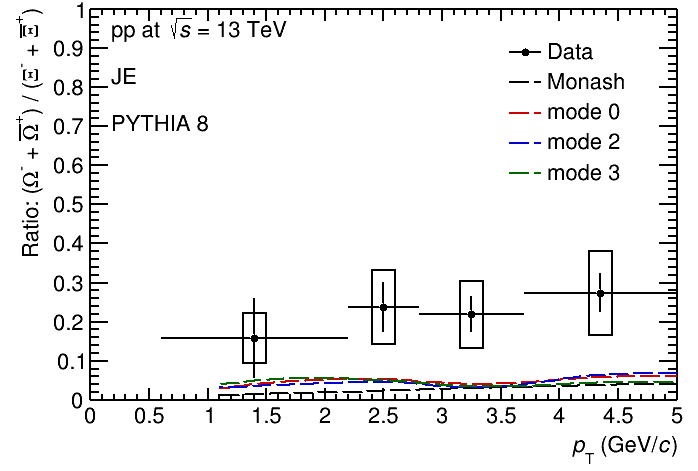 pp at √s = 13 TeV
JE
PYTHIA 8
Data
Monash
mode 0
mode 2
mode 3
Ratio: (Ω⁻ + Ω̅⁺) / (Ξ⁻ + Ξ̅⁺)
1
0.9
0.8
0.7
0.6
0.5
0.4
0.3
0.2
0.1
0
0 0.5 1 1.5 2 2.5 3 3.5 4 4.5 5
p_T (GeV/c)